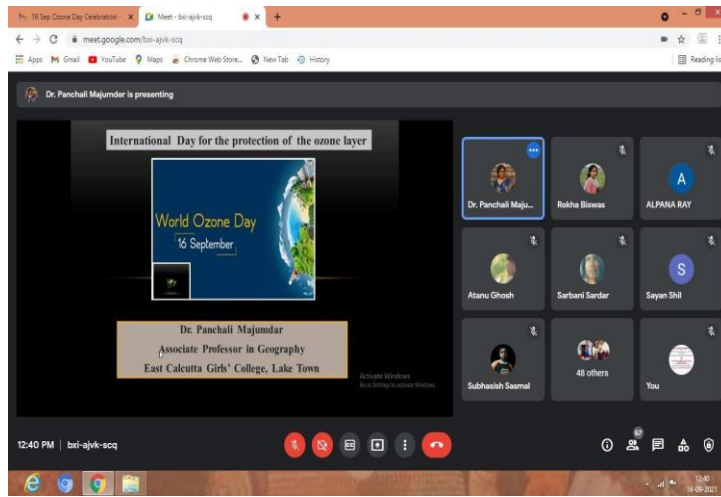 16 Sep Ozone Day Celebration -
Meet - bxi-ajvk-scq
meet.google.com/bxi-ajvk-scq
Apps
Gmail
YouTube
Maps
Chrome Web Store...
New Tab
History
Reading lis
Dr. Panchali Majumder is presenting
International Day for the protection of the ozone layer
World Ozone Day
16 September
Dr. Panchali Majumdar
Associate Professor in Geography
East Calcutta Girls' College, Lake Town
Activate Windows
Go to Settings to activate Windows.
Dr. Panchali Maju...
Rekha Biswas
A
ALPANA RAY
Atanu Ghosh
Sarbani Sardar
S
Sayan Shil
Subhasish Sasmal
48 others
You
12:40 PM | bxi-ajvk-scq
12:40
16-09-2021